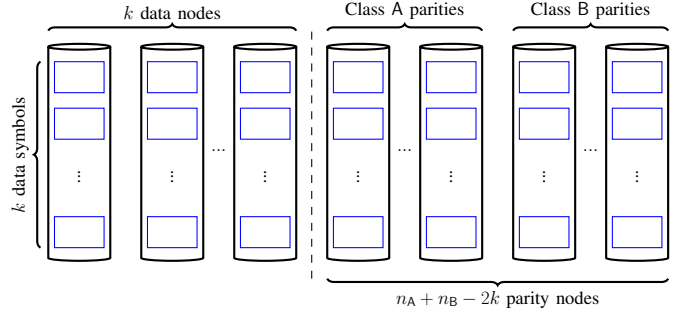 k data nodes
Class A parities
Class B parities
k data symbols
... ... ...
n_A + n_B − 2k parity nodes